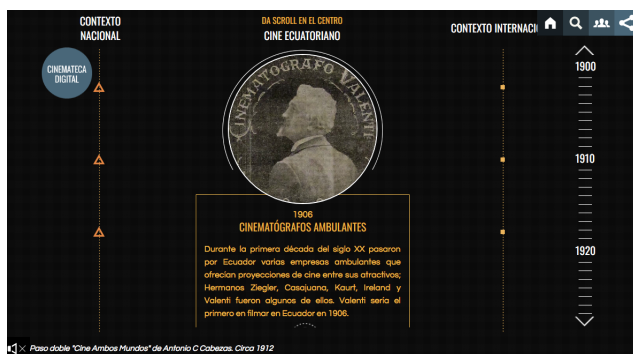 CONTEXTO
NACIONAL
DA SCROLL EN EL CENTRO
CINE ECUATORIANO
CONTEXTO INTERNACI
CINEMATECA
DIGITAL
CINEMATOGRAFO VALENTI
1900
1910
1920
1906
CINEMATÓGRAFOS AMBULANTES
Durante la primera década del siglo XX pasaron
por Ecuador varias empresas ambulantes que
ofrecían proyecciones de cine entre sus atractivos;
Hermanos Ziegler, Casajuana, Kaurt, Ireland y
Valenti fueron algunos de ellos. Valenti sería el
primero en filmar en Ecuador en 1906.
Paso doble "Cine Ambos Mundos" de Antonio C Cabezas. Circa 1912